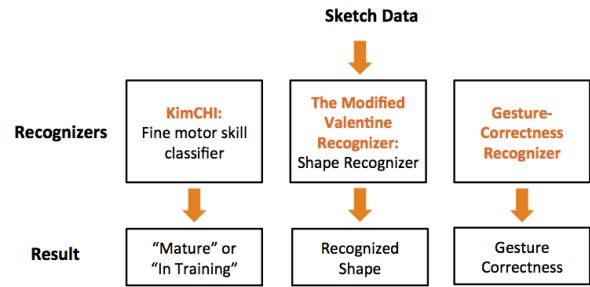 Sketch Data
Recognizers
KimCHI:
Fine motor skill
classifier
The Modified
Valentine
Recognizer:
Shape Recognizer
Gesture-
Correctness
Recognizer
Result
“Mature” or
“In Training”
Recognized
Shape
Gesture
Correctness